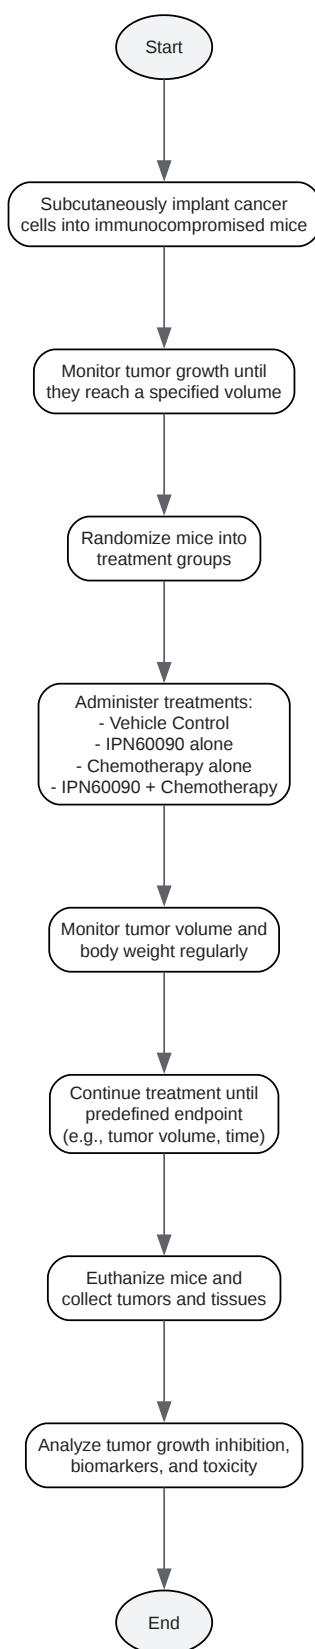 Start
Subcutaneously implant cancer
cells into immunocompromised mice
Monitor tumor growth until
they reach a specified volume
Randomize mice into
treatment groups
Administer treatments:
- Vehicle Control
- IPN60090 alone
- Chemotherapy alone
- IPN60090 + Chemotherapy
Monitor tumor volume and
body weight regularly
Continue treatment until
predefined endpoint
(e.g., tumor volume, time)
Euthanize mice and
collect tumors and tissues
Analyze tumor growth inhibition,
biomarkers, and toxicity
End